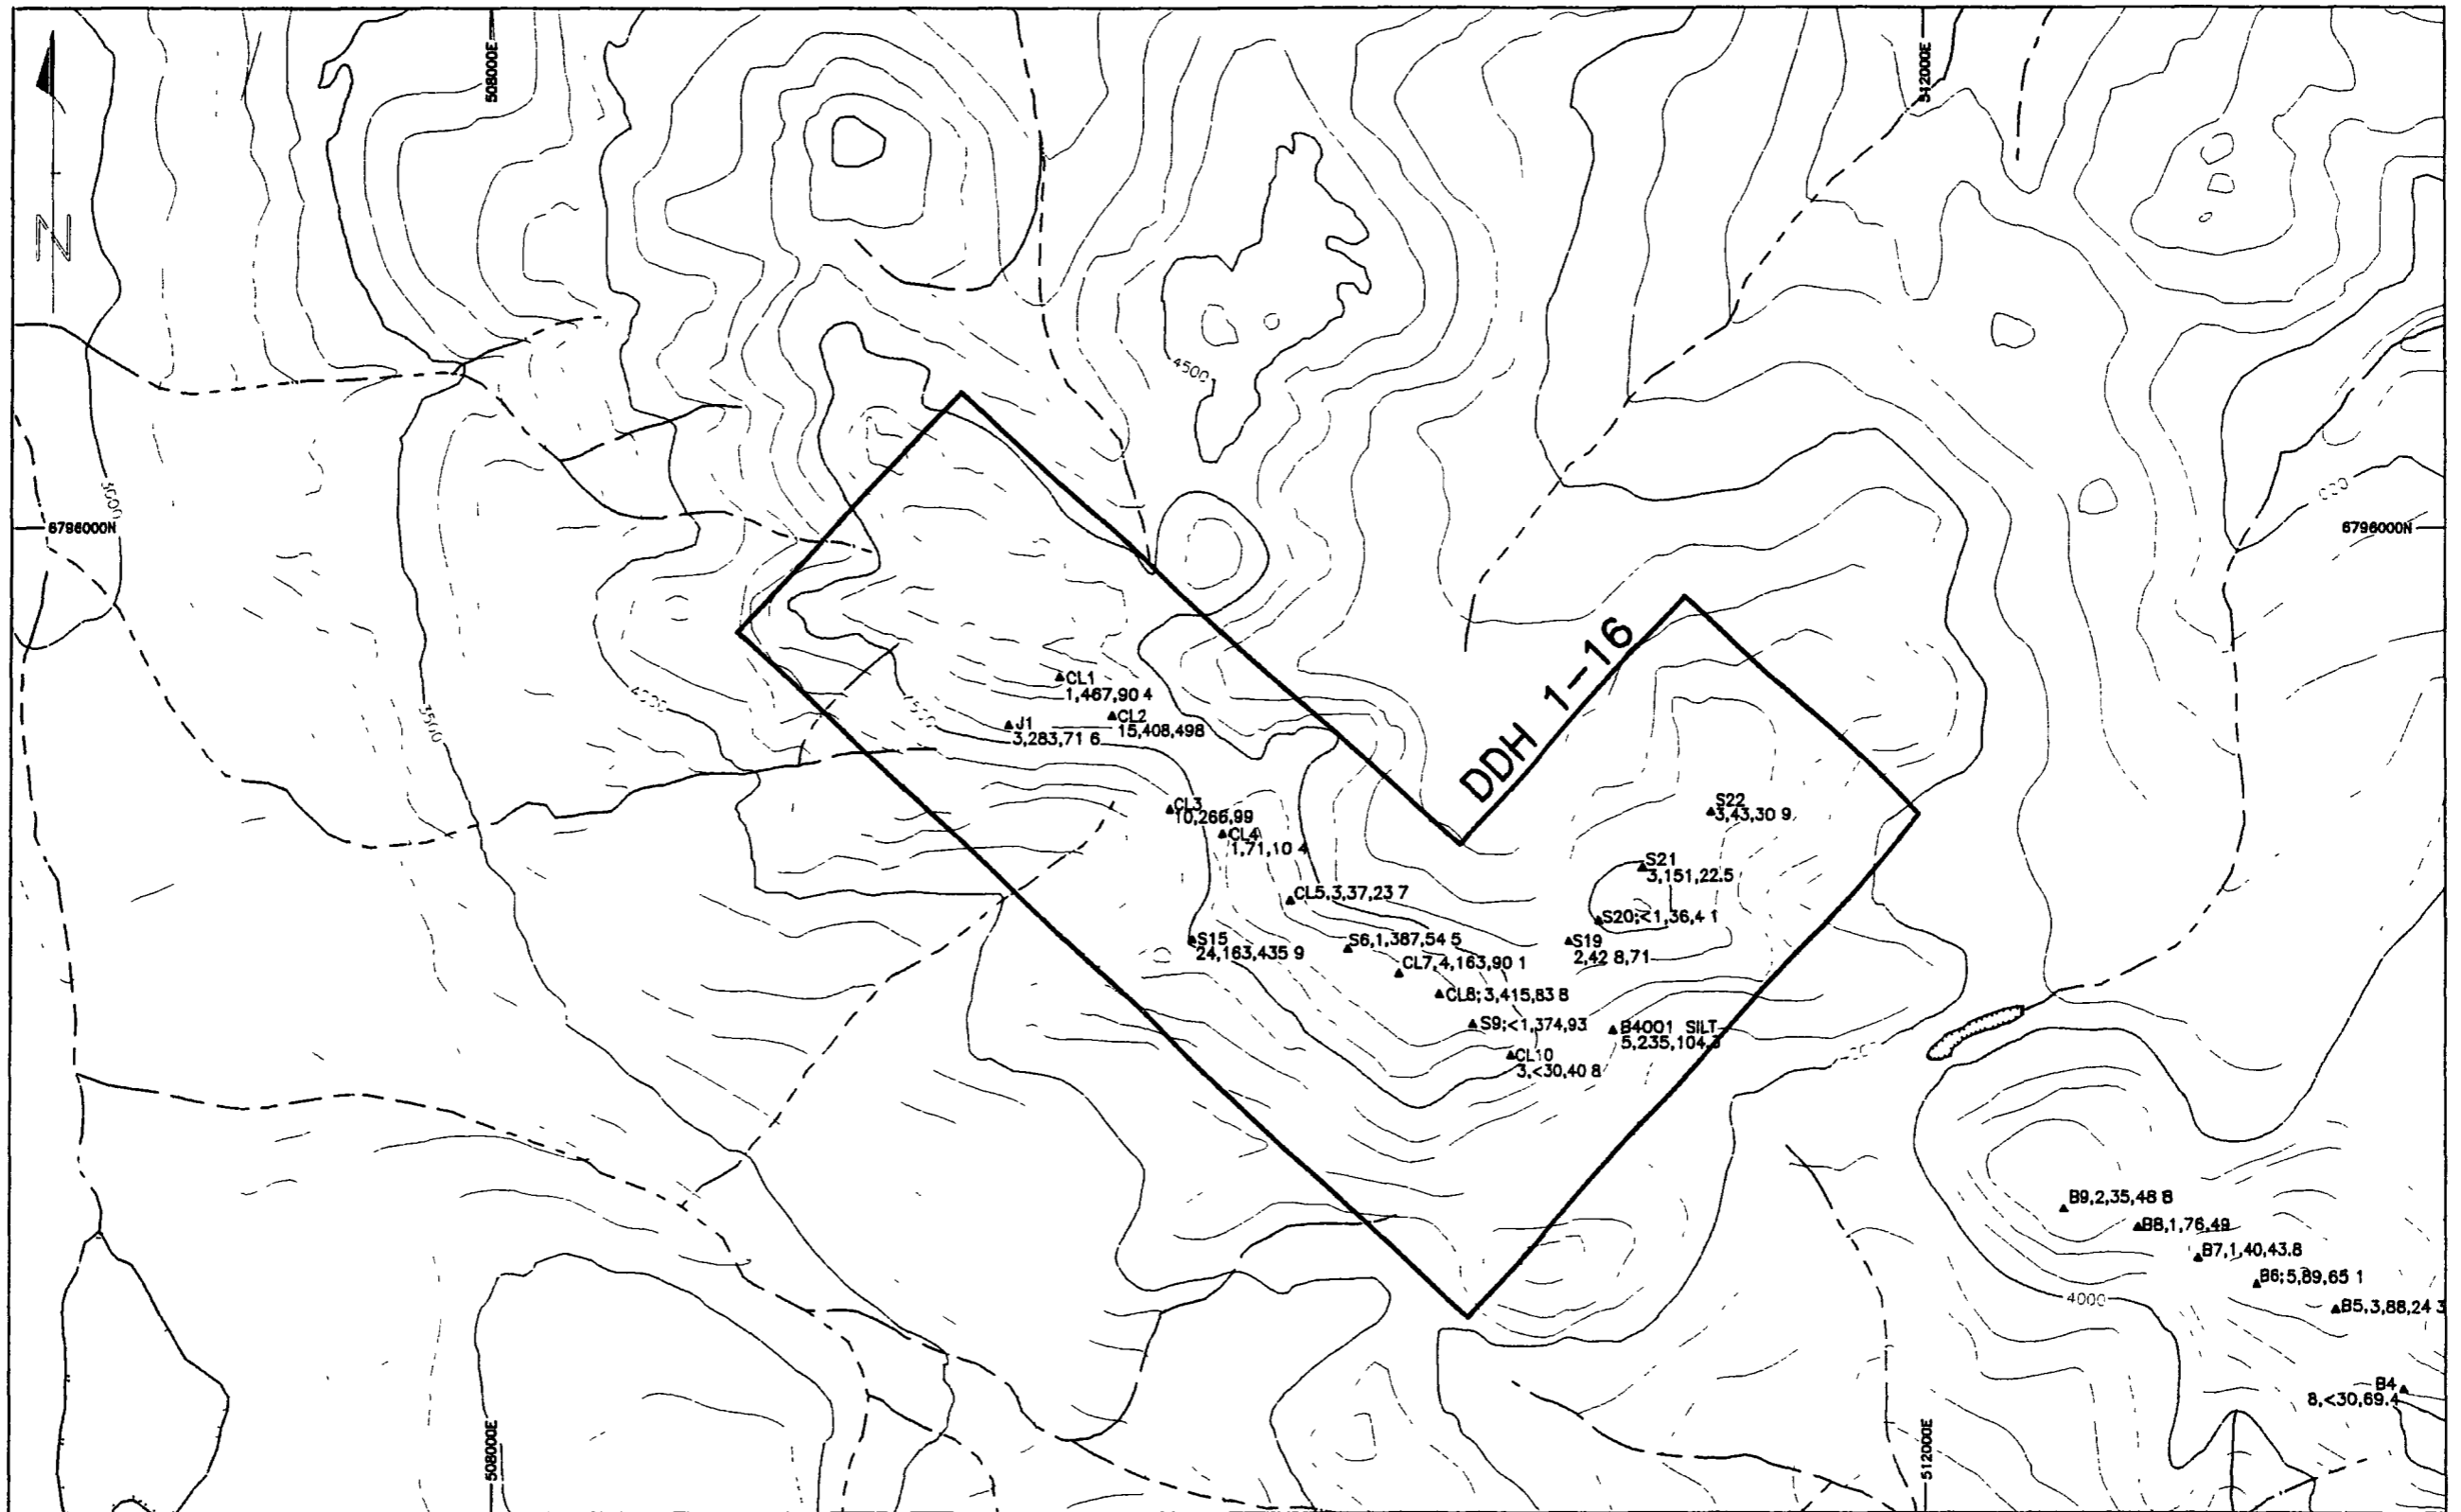 508000E
512000E
N
4500
3000
6796000N
6796000N
DDH 1-16
CL1
1,467,90 4
4000
3500
J1
3,283,71 6
CL2
15,408,498
CL3
10,266,99
CL4
1,71,10 4
S22
3,43,30 9
S21
3,151,22.5
CL5,3,37,23 7
S20;<1,36,4 1
S15
24,163,435 9
S6,1,387,54 5
S19
2,42 8,71
CL7,4,163,90 1
CL8;3,415,83 8
S9;<1,374,93
B4001 SILT
5,235,104.3
CL10
3,<30,40 8
B9,2,35,48 8
B8,1,76,49
B7,1,40,43.8
B6;5,89,65 1
4000
B5,3,88,24 3
B4
8,<30,69.4
508000E
512000E